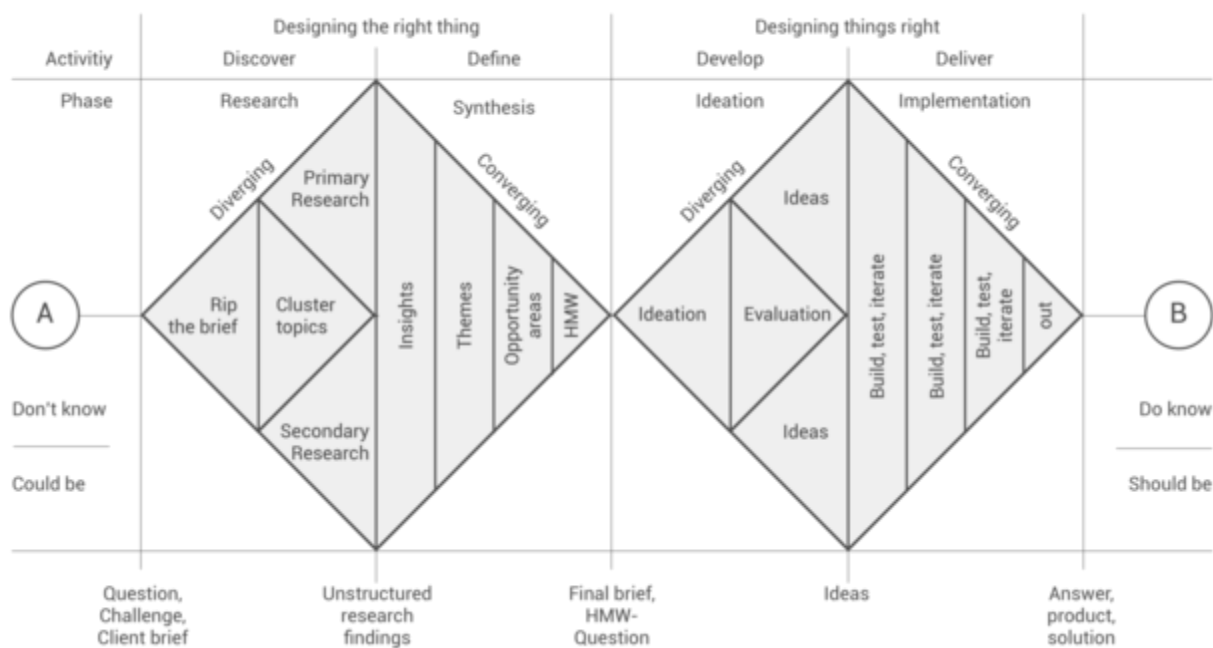 Designing the right thing
Designing things right
Activitiy
Discover
Define
Develop
Deliver
Phase
Research
Synthesis
Ideation
Implementation
Diverging
Converging
Diverging
Converging
Primary
Research
Ideas
A
Rip
the brief
Cluster
topics
Insights
Themes
Opportunity
areas
HMW
Ideation
Evaluation
Build, test, iterate
Build, test, iterate
Build, test,
iterate
out
B
Don't know
Could be
Secondary
Research
Ideas
Do know
Should be
Question,
Challenge,
Client brief
Unstructured
research
findings
Final brief,
HMW-
Question
Ideas
Answer,
product,
solution